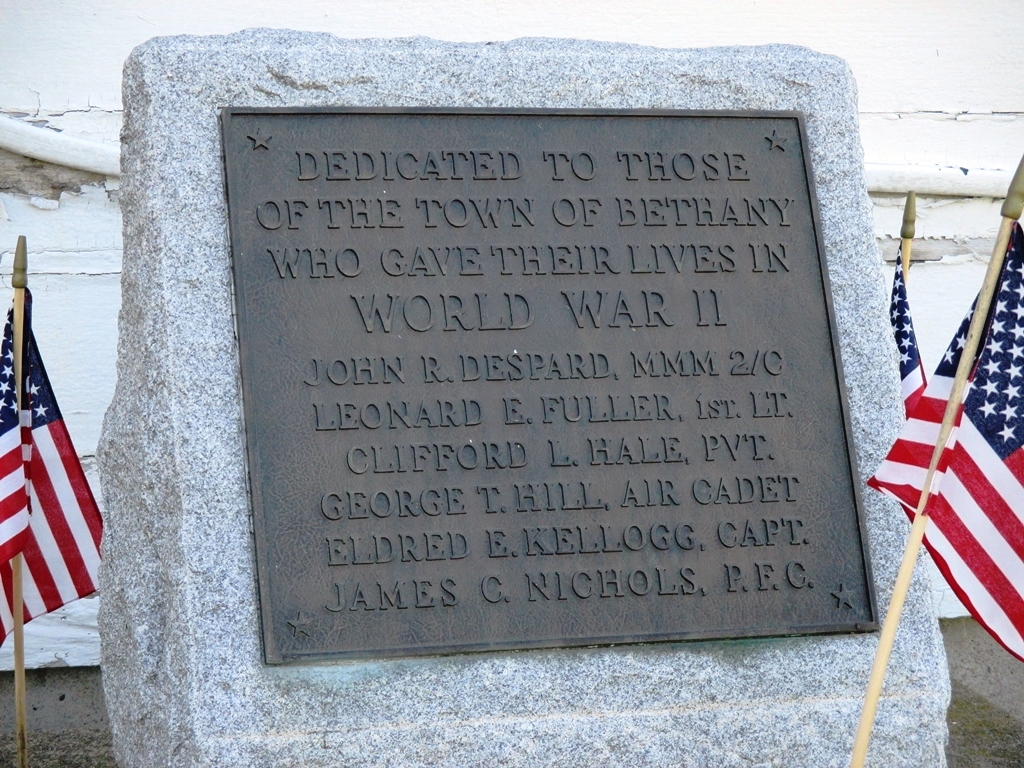 DEDICATED TO THOSE
OF THE TOWN OF BETHANY
WHO GAVE THEIR LIVES IN
WORLD WAR II
JOHN R. DESPARD, MMM 2/C
LEONARD E. FULLER, 1ST. LT.
CLIFFORD L. HALE, PVT.
GEORGE T. HILL, AIR CADET
ELDRED E. KELLOGG, CAPT.
JAMES C. NICHOLS, P.F.C.